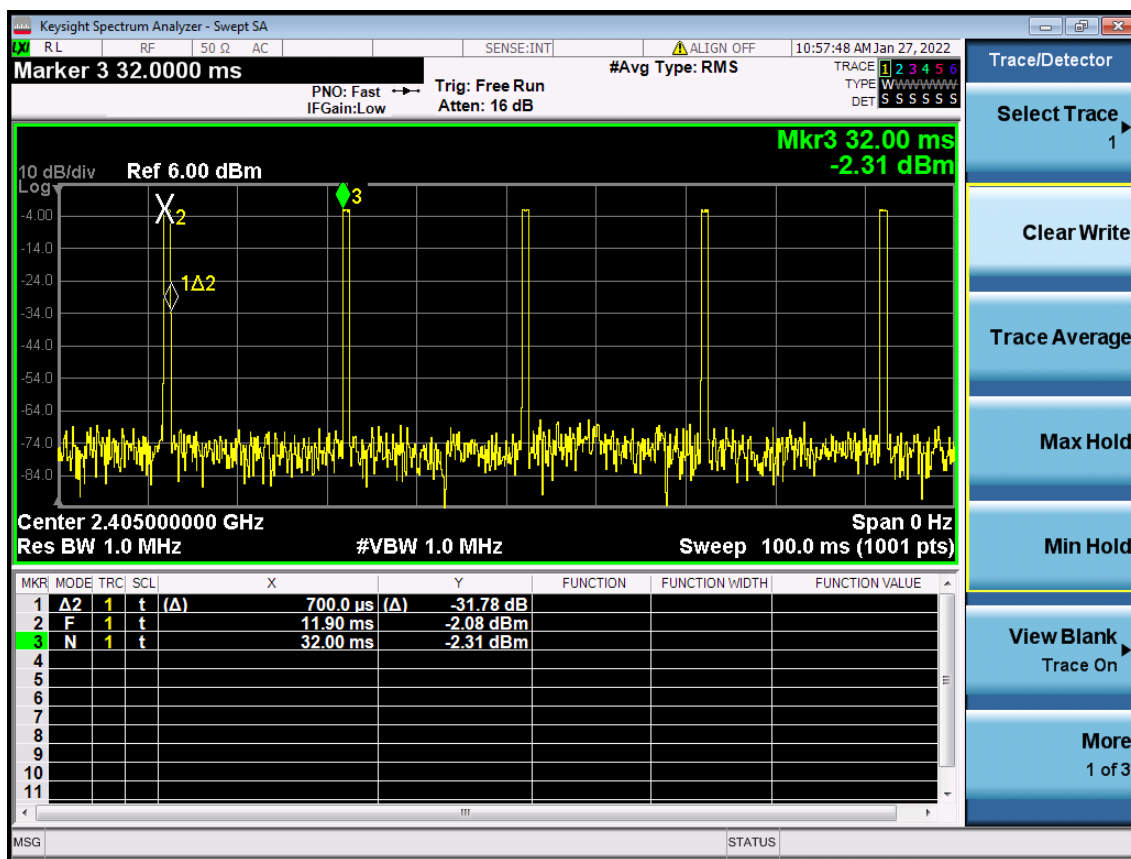 Keysight Spectrum Analyzer - Swept SA
LXI RL RF 50 Ω AC SENSE:INT ALIGN OFF 10:57:48 AM Jan 27, 2022
Marker 3 32.0000 ms
PNO: Fast
IFGain:Low
Trig: Free Run
Atten: 16 dB
#Avg Type: RMS
TRACE 1 2 3 4 5 6
TYPE WWWWWW
DET S S S S S S
Mkr3 32.00 ms
-2.31 dBm
10 dB/div Ref 6.00 dBm
Log
-4.00
-14.0
-24.0
-34.0
-44.0
-54.0
-64.0
-74.0
-84.0
X2
1Δ2
3
Center 2.405000000 GHz Span 0 Hz
Res BW 1.0 MHz #VBW 1.0 MHz Sweep 100.0 ms (1001 pts)
MKR MODE TRC SCL X Y FUNCTION FUNCTION WIDTH FUNCTION VALUE
1 Δ2 1 t (Δ) 700.0 µs (Δ) -31.78 dB
2 F 1 t 11.90 ms -2.08 dBm
3 N 1 t 32.00 ms -2.31 dBm
4
5
6
7
8
9
10
11
MSG STATUS
Trace/Detector
Select Trace
1
Clear Write
Trace Average
Max Hold
Min Hold
View Blank
Trace On
More
1 of 3